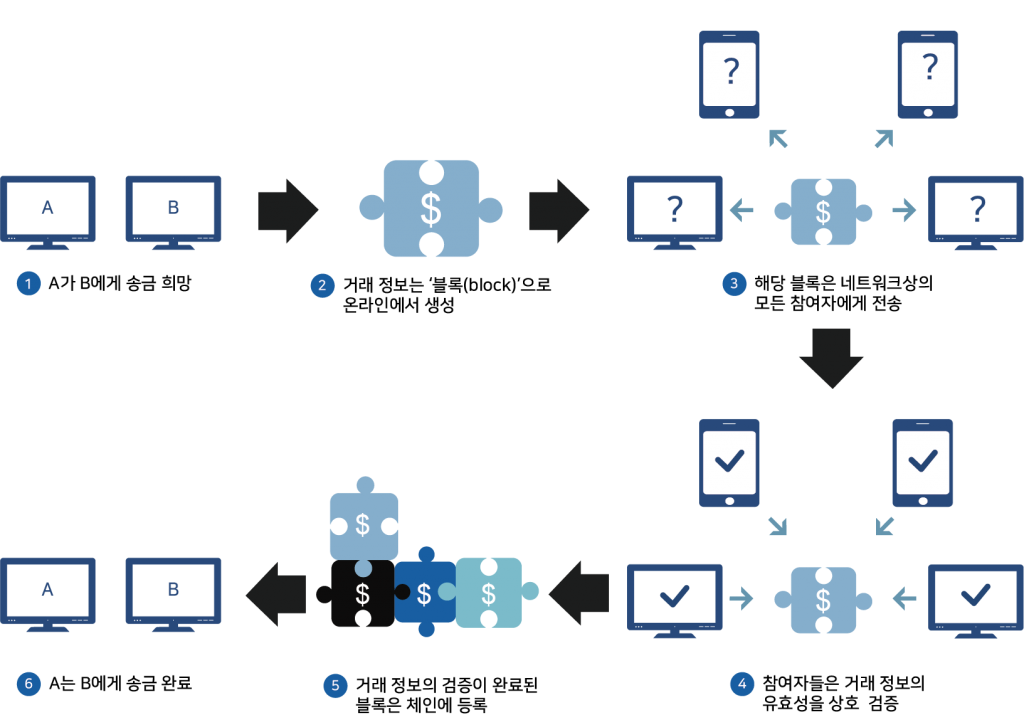 A
B
$
?
?
?
$
?
1 A가 B에게 송금 희망
2 거래 정보는 ‘블록(block)’으로
온라인에서 생성
3 해당 블록은 네트워크상의
모든 참여자에게 전송
$
$
4 참여자들은 거래 정보의
유효성을 상호 검증
$
$
$
5 거래 정보의 검증이 완료된
블록은 체인에 등록
A
B
6 A는 B에게 송금 완료